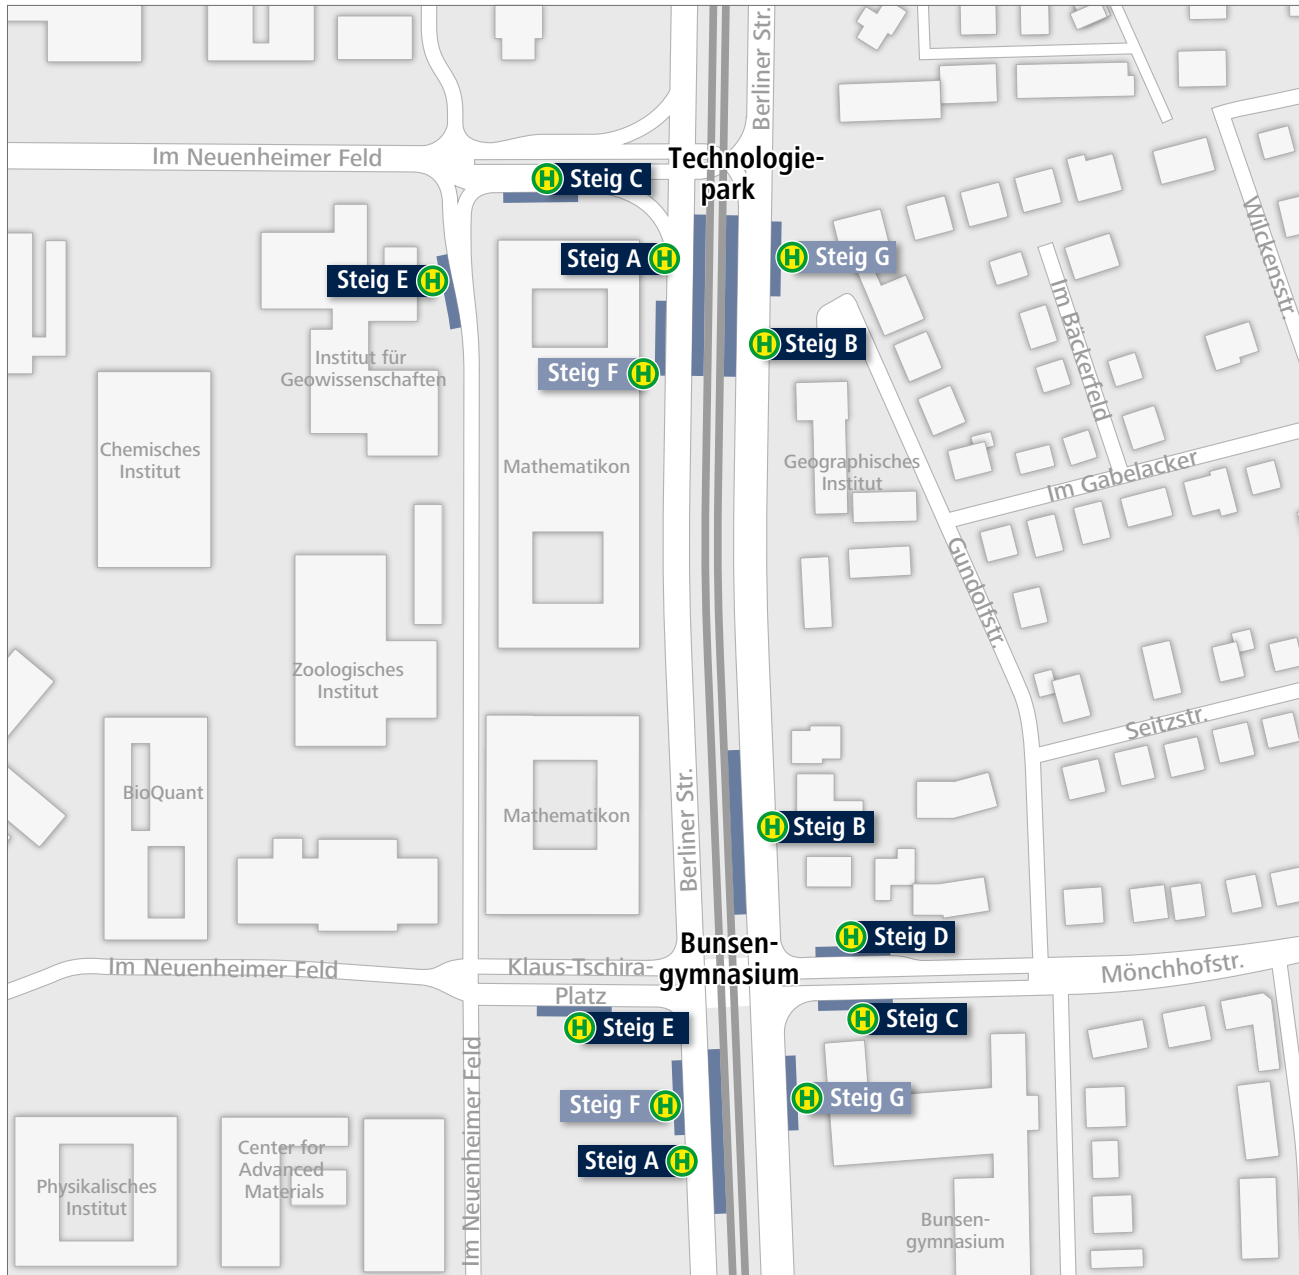 Berliner Str.
Im Neuenheimer Feld
Technologie-
park
H Steig C
Steig A H
H Steig G
Steig E H
Wilckensstr.
Im Bäckerfeld
H Steig B
Institut für
Geowissenschaften
Steig F H
Chemisches
Institut
Mathematikon
Geographisches
Institut
Im Gabelacker
Gundolfstr.
Zoologisches
Institut
Seitzstr.
BioQuant
Mathematikon
Berliner Str.
H Steig B
H Steig D
Bunsen-
gymnasium
Im Neuenheimer Feld
Klaus-Tschira-
Platz
Mönchhofstr.
H Steig E
H Steig C
Im Neuenheimer Feld
Steig F H
H Steig G
Steig A H
Center for
Advanced
Materials
Physikalisches
Institut
Bunsen-
gymnasium